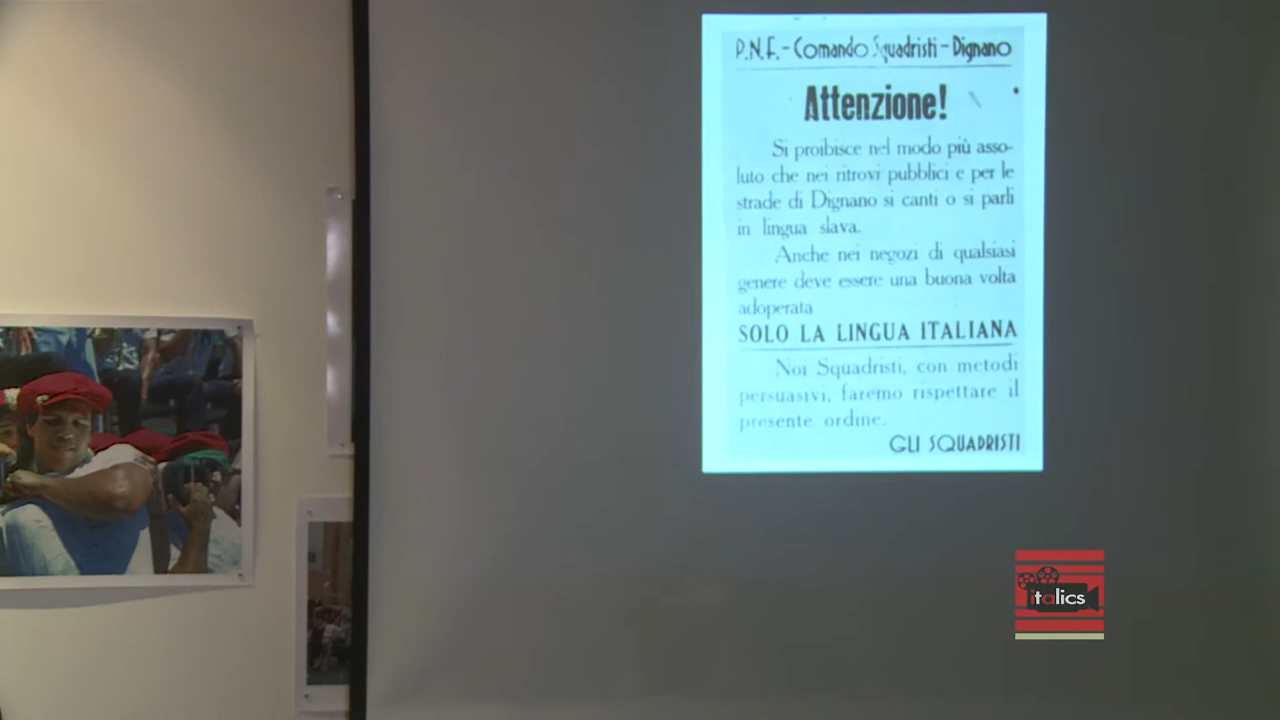 P.N.F. - Comando Squadristi - Dignano
Attenzione!
Si proibisce nel modo più asso-
luto che nei ritrovi pubblici e per le
strade di Dignano si canti o si parli
in lingua slava.
Anche nei negozi di qualsiasi
genere deve essere una buona volta
adoperata
SOLO LA LINGUA ITALIANA
Noi Squadristi, con metodi
persuasivi, faremo rispettare il
presente ordine.
GLI SQUADRISTI
italics